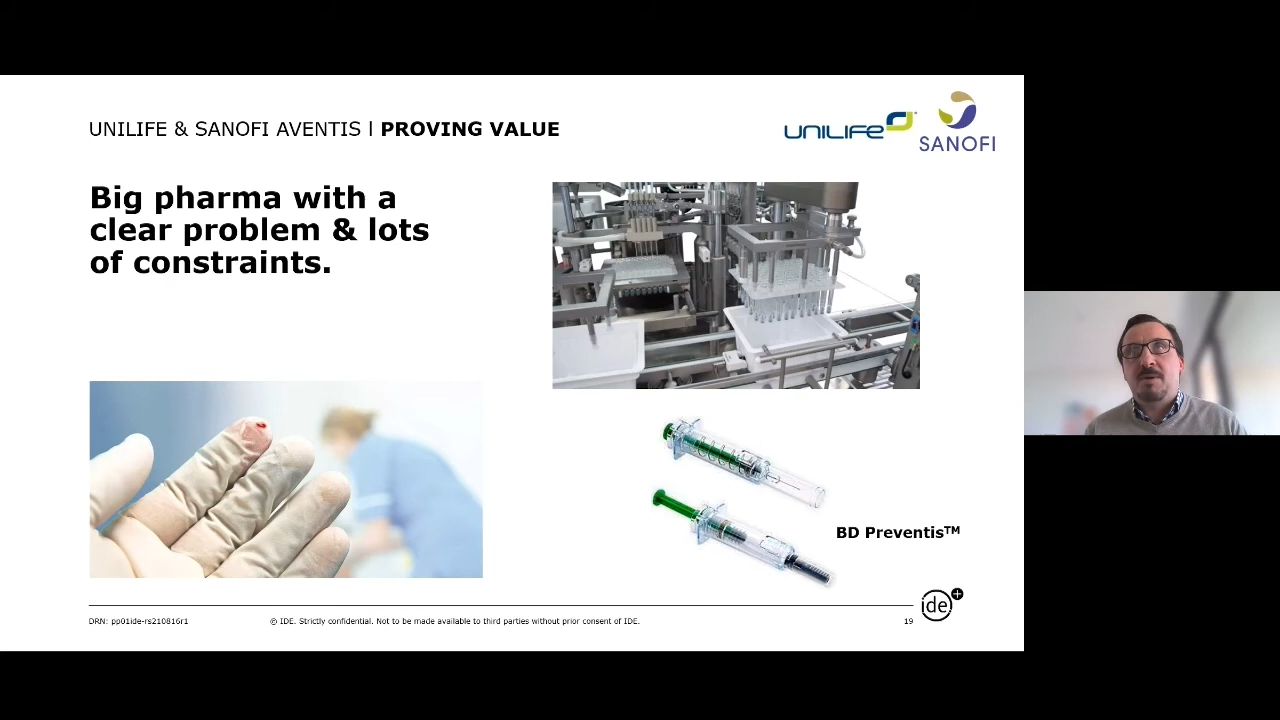 UNILIFE & SANOFI AVENTIS | PROVING VALUE
UNILIFE
SANOFI
Big pharma with a
clear problem & lots
of constraints.
BD Preventis™
ide+
DRN: pp01ide-rs210816r1
© IDE. Strictly confidential. Not to be made available to third parties without prior consent of IDE.
19